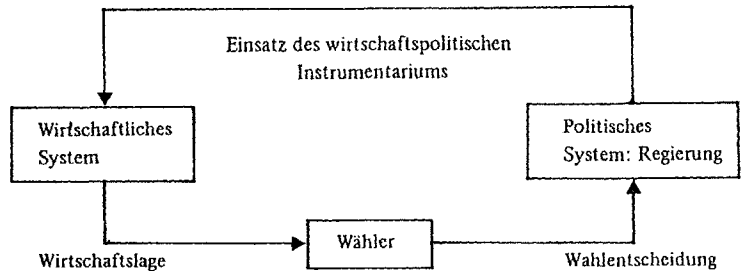 Einsatz des wirtschaftspolitischen
Instrumentariums
Wirtschaftliches
System
Politisches
System: Regierung
Wähler
Wirtschaftslage
Wahlentscheidung